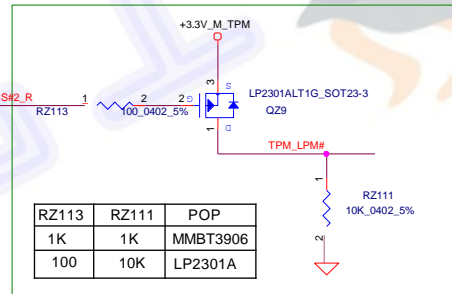 +3.3V_M_TPM
3
S
LP2301ALT1G_SOT23-3
S#2_R
1
2
2
G
RZ113
100_0402_5%
QZ9
1
D
TPM_LPM#
1
RZ111
10K_0402_5%
2
RZ113 RZ111 POP
1K 1K MMBT3906
100 10K LP2301A